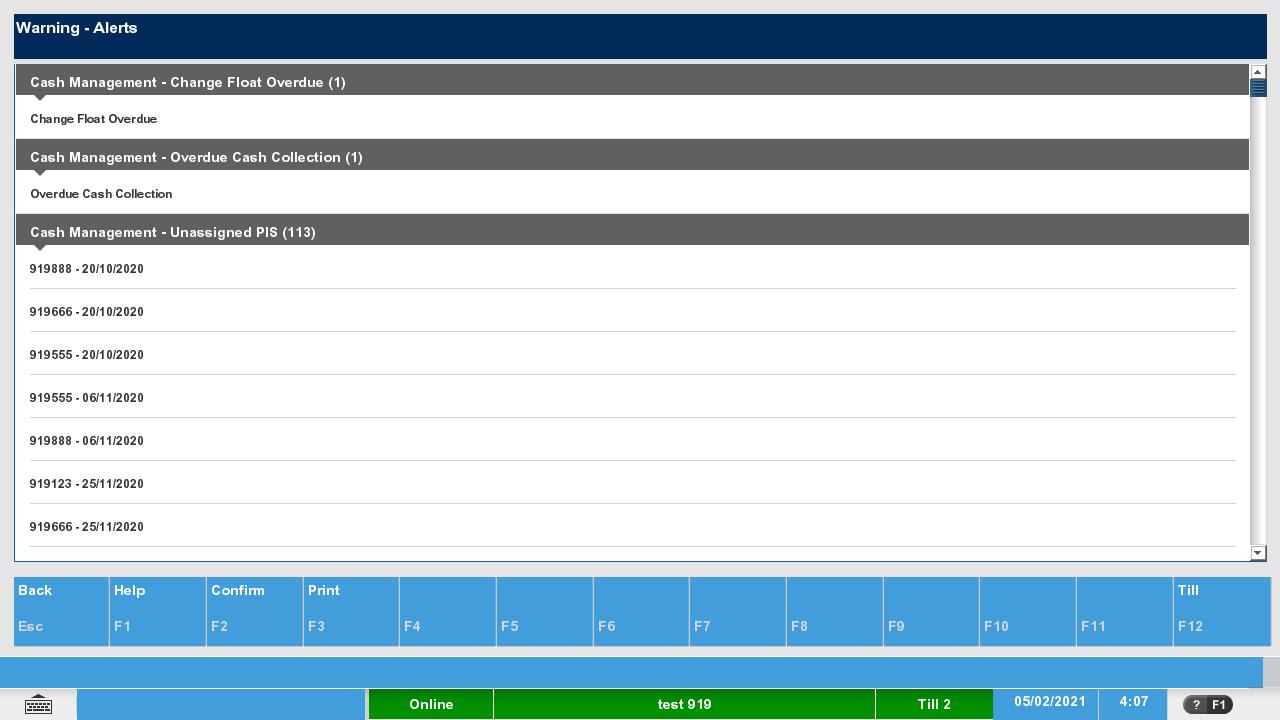 Warning - Alerts
Cash Management - Change Float Overdue (1)
Change Float Overdue
Cash Management - Overdue Cash Collection (1)
Overdue Cash Collection
Cash Management - Unassigned PIS (113)
919888 - 20/10/2020
919666 - 20/10/2020
919555 - 20/10/2020
919555 - 06/11/2020
919888 - 06/11/2020
919123 - 25/11/2020
919666 - 25/11/2020
Back Help Confirm Print Till
Esc F1 F2 F3 F4 F5 F6 F7 F8 F9 F10 F11 F12
Online test 919 Till 2 05/02/2021 4:07 ? F1